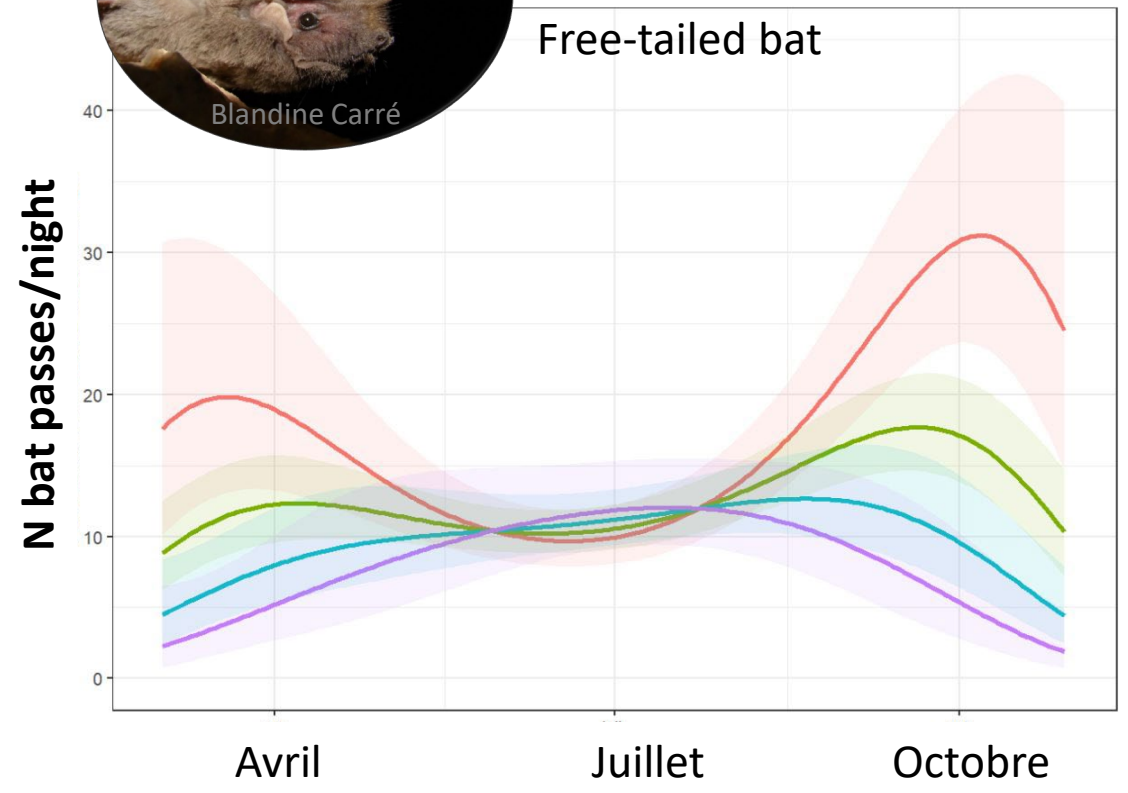 Free-tailed bat
Blandine Carré
N bat passes/night
40
30
20
10
0
Avril
Juillet
Octobre